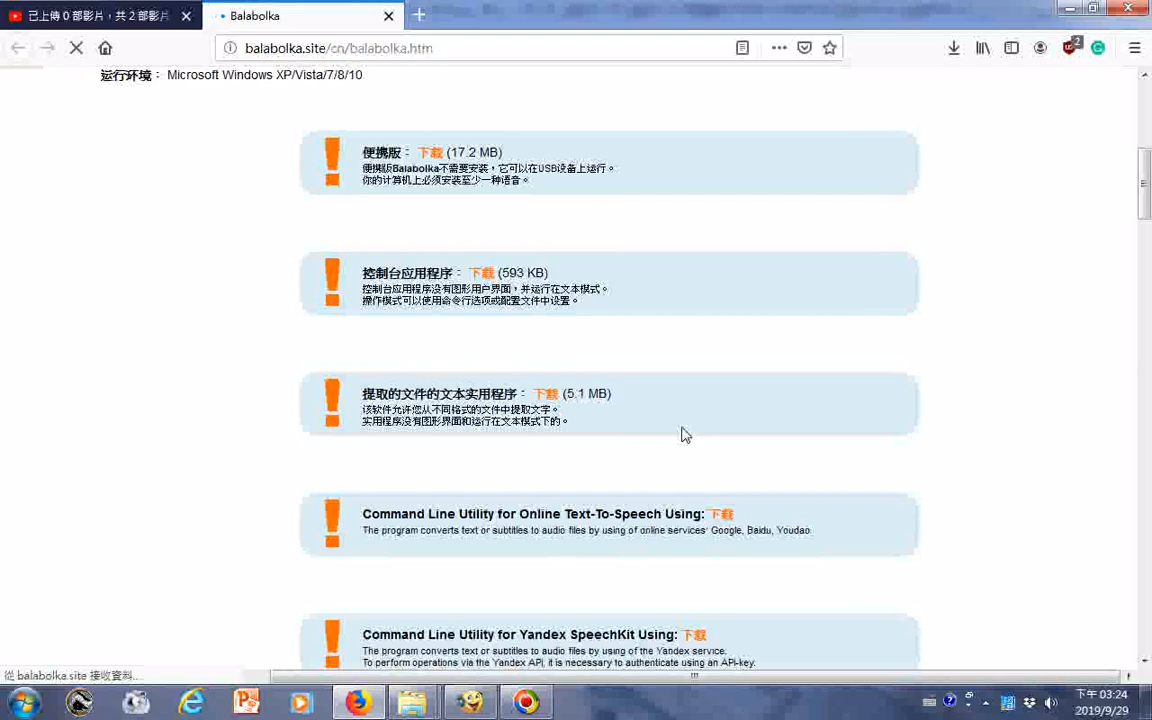 己上傳 0 部影片，共 2 部影片
Balabolka
balabolka.site/cn/balabolka.htm
2
运行环境： Microsoft Windows XP/Vista/7/8/10
便携版： 下载 (17.2 MB)
便携版Balabolka不需要安装，它可以在USB设备上运行。
你的计算机上必须安装至少一种语音。
控制台应用程序： 下载 (593 KB)
控制台应用程序没有图形用户界面，并运行在文本模式。
操作模式可以使用命令行选项或配置文件中设置。
提取的文件的文本实用程序： 下载 (5.1 MB)
该软件允许您从不同格式的文件中提取文字。
实用程序没有图形界面和运行在文本模式下的。
Command Line Utility for Online Text-To-Speech Using: 下载
The program converts text or subtitles to audio files by using of online services: Google, Baidu, Youdao.
Command Line Utility for Yandex SpeechKit Using: 下载
The program converts text or subtitles to audio files by using of the Yandex service.
To perform operations via the Yandex API, it is necessary to authenticate using an API-key.
從 balabolka.site 接收資料...
下午 03:24
2019/9/29